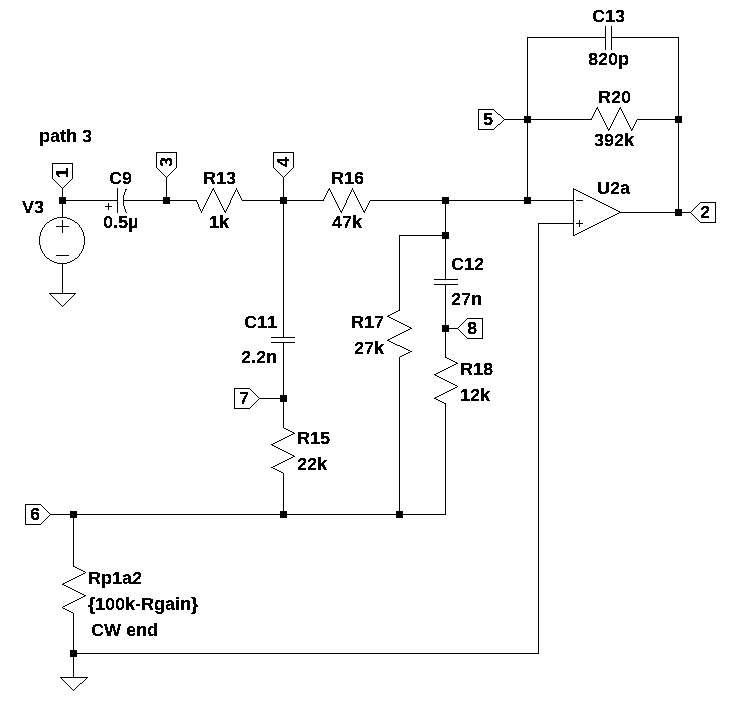 C13
820p
R20
392k
5
path 3
1
3
4
C9
R13
R16
U2a
V3
+
0.5µ
1k
47k
2
C12
27n
C11
2.2n
R17
27k
8
R18
12k
7
R15
22k
6
Rp1a2
{100k-Rgain}
CW end